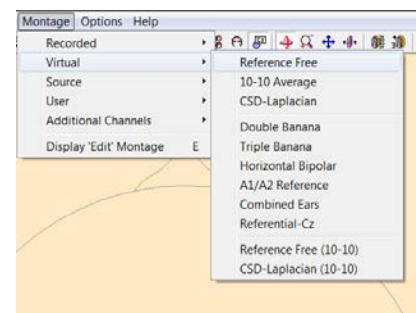 Montage Options Help
Recorded
Virtual
Source
User
Additional Channels
Display 'Edit' Montage E
Reference Free
10-10 Average
CSD-Laplacian
Double Banana
Triple Banana
Horizontal Bipolar
A1/A2 Reference
Combined Ears
Referential-Cz
Reference Free (10-10)
CSD-Laplacian (10-10)